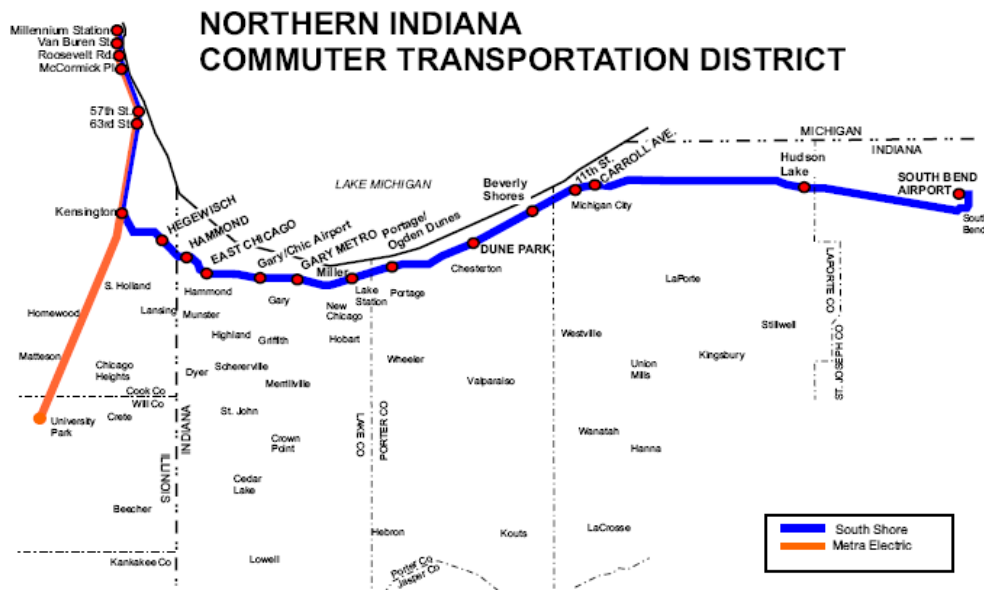 NORTHERN INDIANA
COMMUTER TRANSPORTATION DISTRICT
Millennium Station
Van Buren St.
Roosevelt Rd.
McCormick Pl
57th St.
63rd St
Kensington
HEGEWISCH
HAMMOND
EAST CHICAGO
Gary/Chic Airport
GARY METRO
Miller
Portage/
Ogden Dunes
DUNE PARK
Beverly
Shores
11th St.
CARROLL AVE.
Michigan City
Hudson
Lake
SOUTH BEND
AIRPORT
South
Bend
LAKE MICHIGAN
MICHIGAN
INDIANA
S. Holland
Homewood
Lansing
Matteson
Chicago
Heights
Cook Co
Will Co
Crete
University
Park
Beecher
Kankakee Co
ILLINOIS
INDIANA
Hammond
Munster
Highland
Griffith
Dyer
Schererville
Merrillville
St. John
Crown
Point
Cedar
Lake
Lowell
Gary
New
Chicago
Hobart
Lake
Station
Portage
Chesterton
Wheeler
Valparaiso
LAKE CO
PORTER CO
Hebron
Kouts
Porter Co
Jasper Co
Westville
LaPorte
Stillwell
Kingsbury
Union
Mills
Wanatah
Hanna
LaCrosse
LAPORTE CO
ST. JOSEPH CO
South Shore
Metra Electric